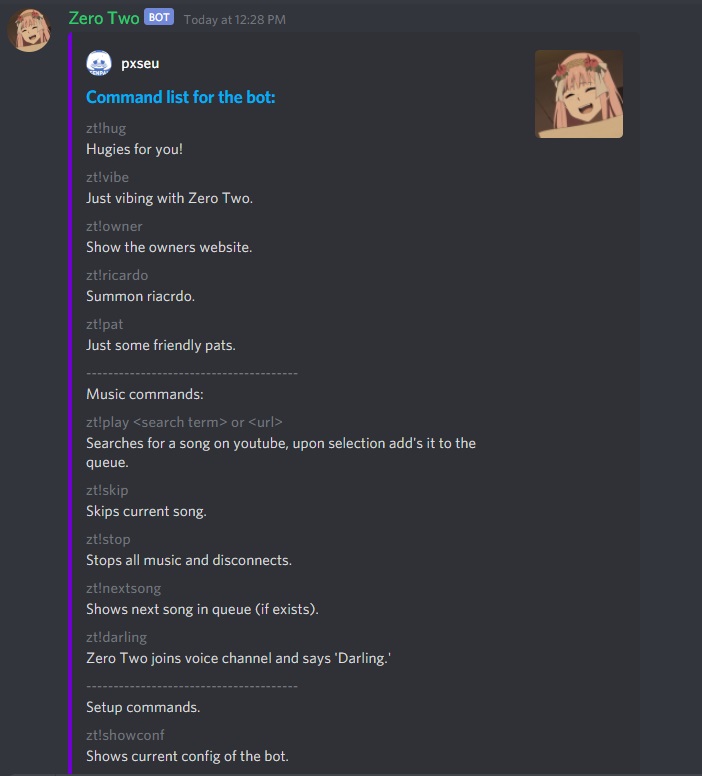 Zero Two BOT Today at 12:28 PM
pxseu
Command list for the bot:
zt!hug
Hugies for you!
zt!vibe
Just vibing with Zero Two.
zt!owner
Show the owners website.
zt!ricardo
Summon riacrdo.
zt!pat
Just some friendly pats.
---------------------------------------
Music commands:
zt!play <search term> or <url>
Searches for a song on youtube, upon selection add's it to the
queue.
zt!skip
Skips current song.
zt!stop
Stops all music and disconnects.
zt!nextsong
Shows next song in queue (if exists).
zt!darling
Zero Two joins voice channel and says 'Darling.'
---------------------------------------
Setup commands.
zt!showconf
Shows current config of the bot.